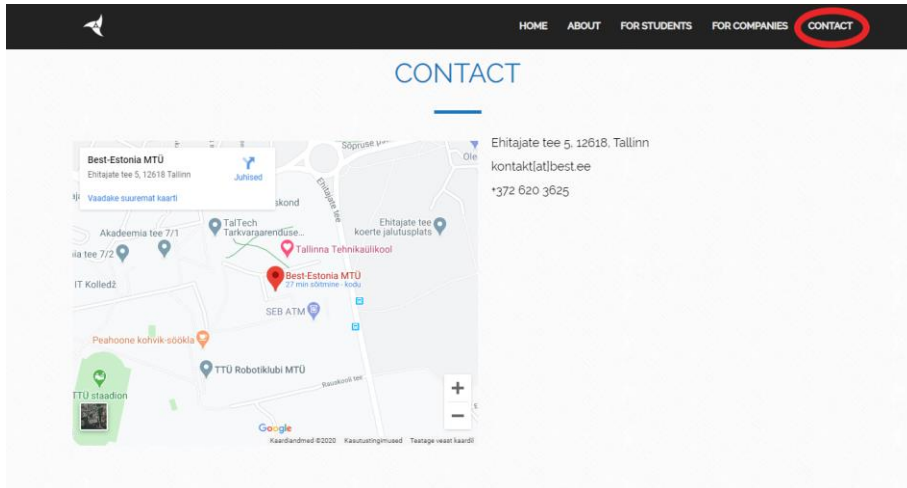 HOME ABOUT FOR STUDENTS FOR COMPANIES CONTACT
CONTACT
Ehitajate tee 5, 12618, Tallinn
kontakt[at]best.ee
+372 620 3625
Best-Estonia MTÜ
Ehitajate tee 5, 12618 Tallinn
Juhised
Vaadake suuremat kaarti
Sõpruse
Ole
skond
Ehitajate tee
Akadeemia tee 7/1
TalTech
Tarkvaraarenduse...
Ehitajate tee
koerte jalutusplats
ia tee 7/2
Tallinna Tehnikaülikool
IT Kolledž
Best-Estonia MTÜ
27 min sõitmine - kodu
SEB ATM
Peahoone kohvik-söökla
TTÜ Robotiklubi MTÜ
TTÜ staadion
Raudkooli tee
+
−
Google
Kaardiandmed ©2020 Kasutustingimused Teatage veast kaardil